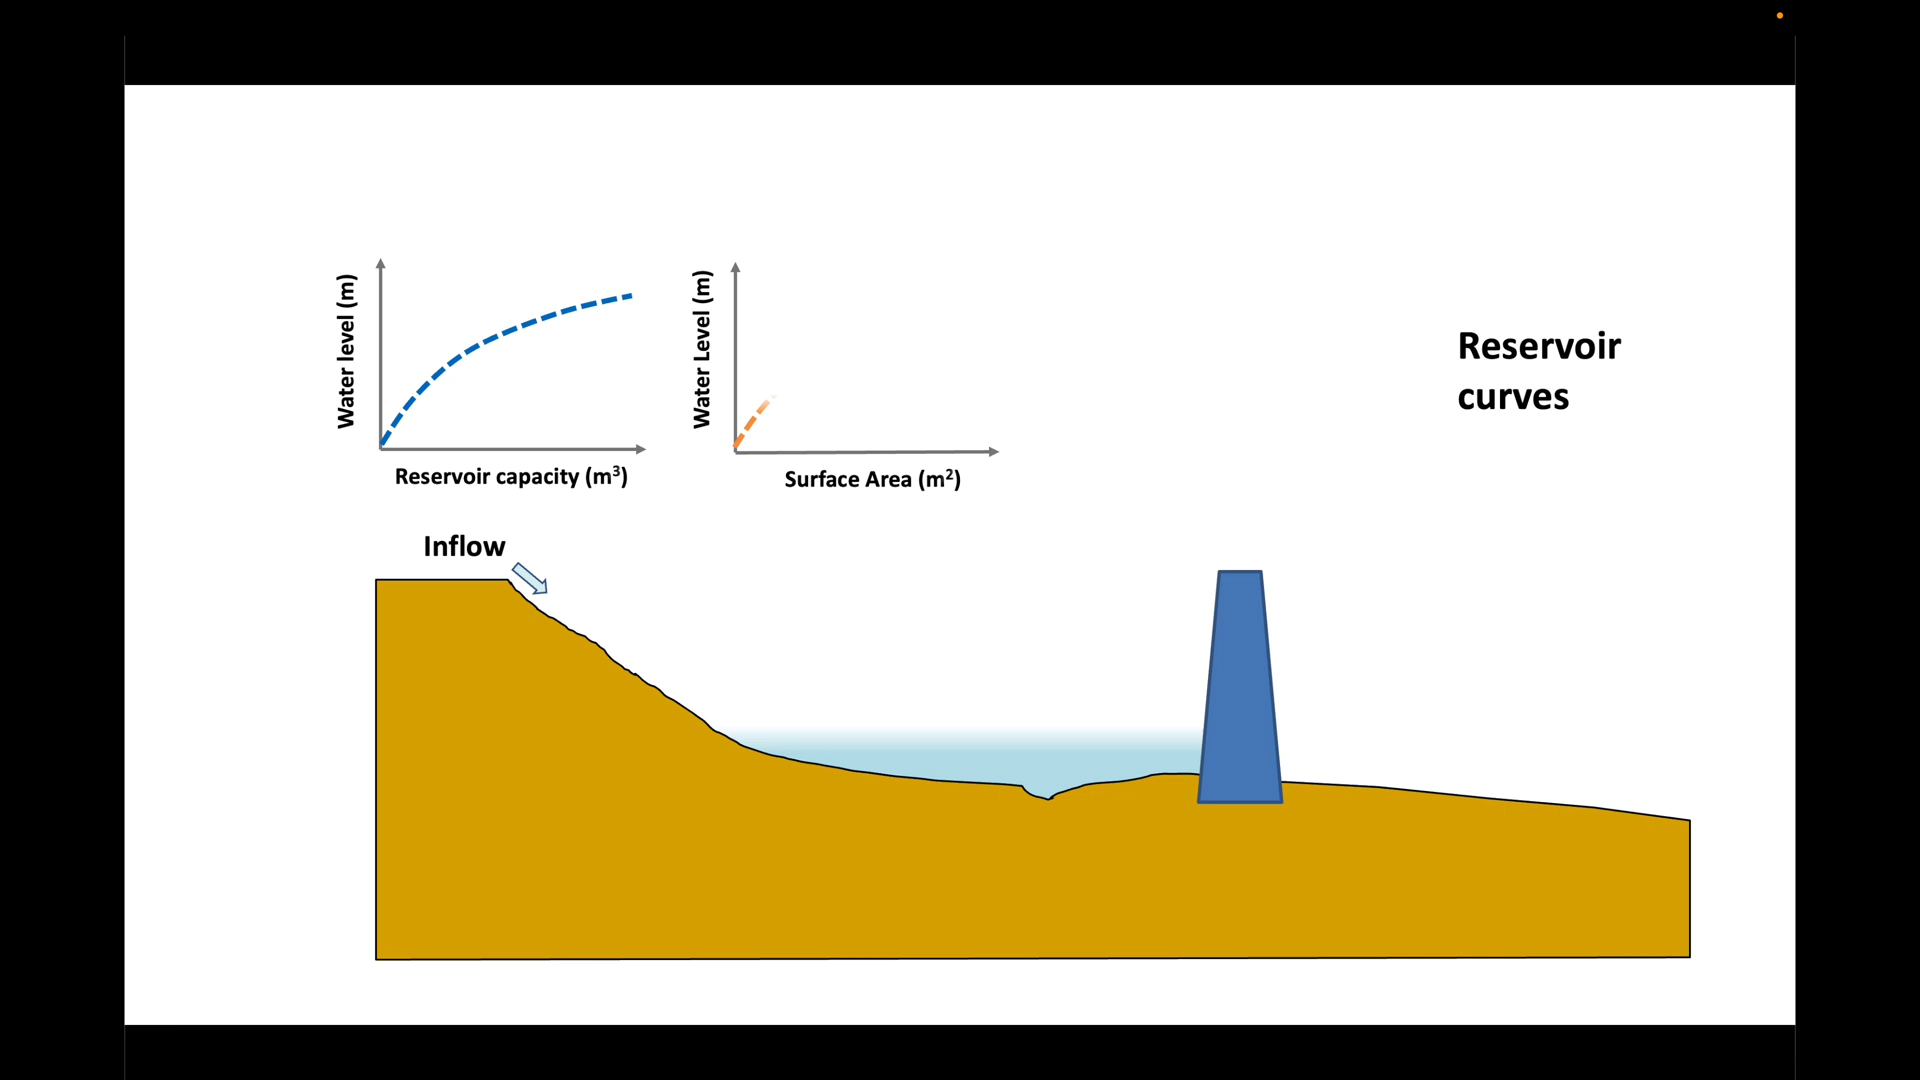 Water level (m)
Reservoir capacity (m³)
Water Level (m)
Surface Area (m²)
Reservoir
curves
Inflow